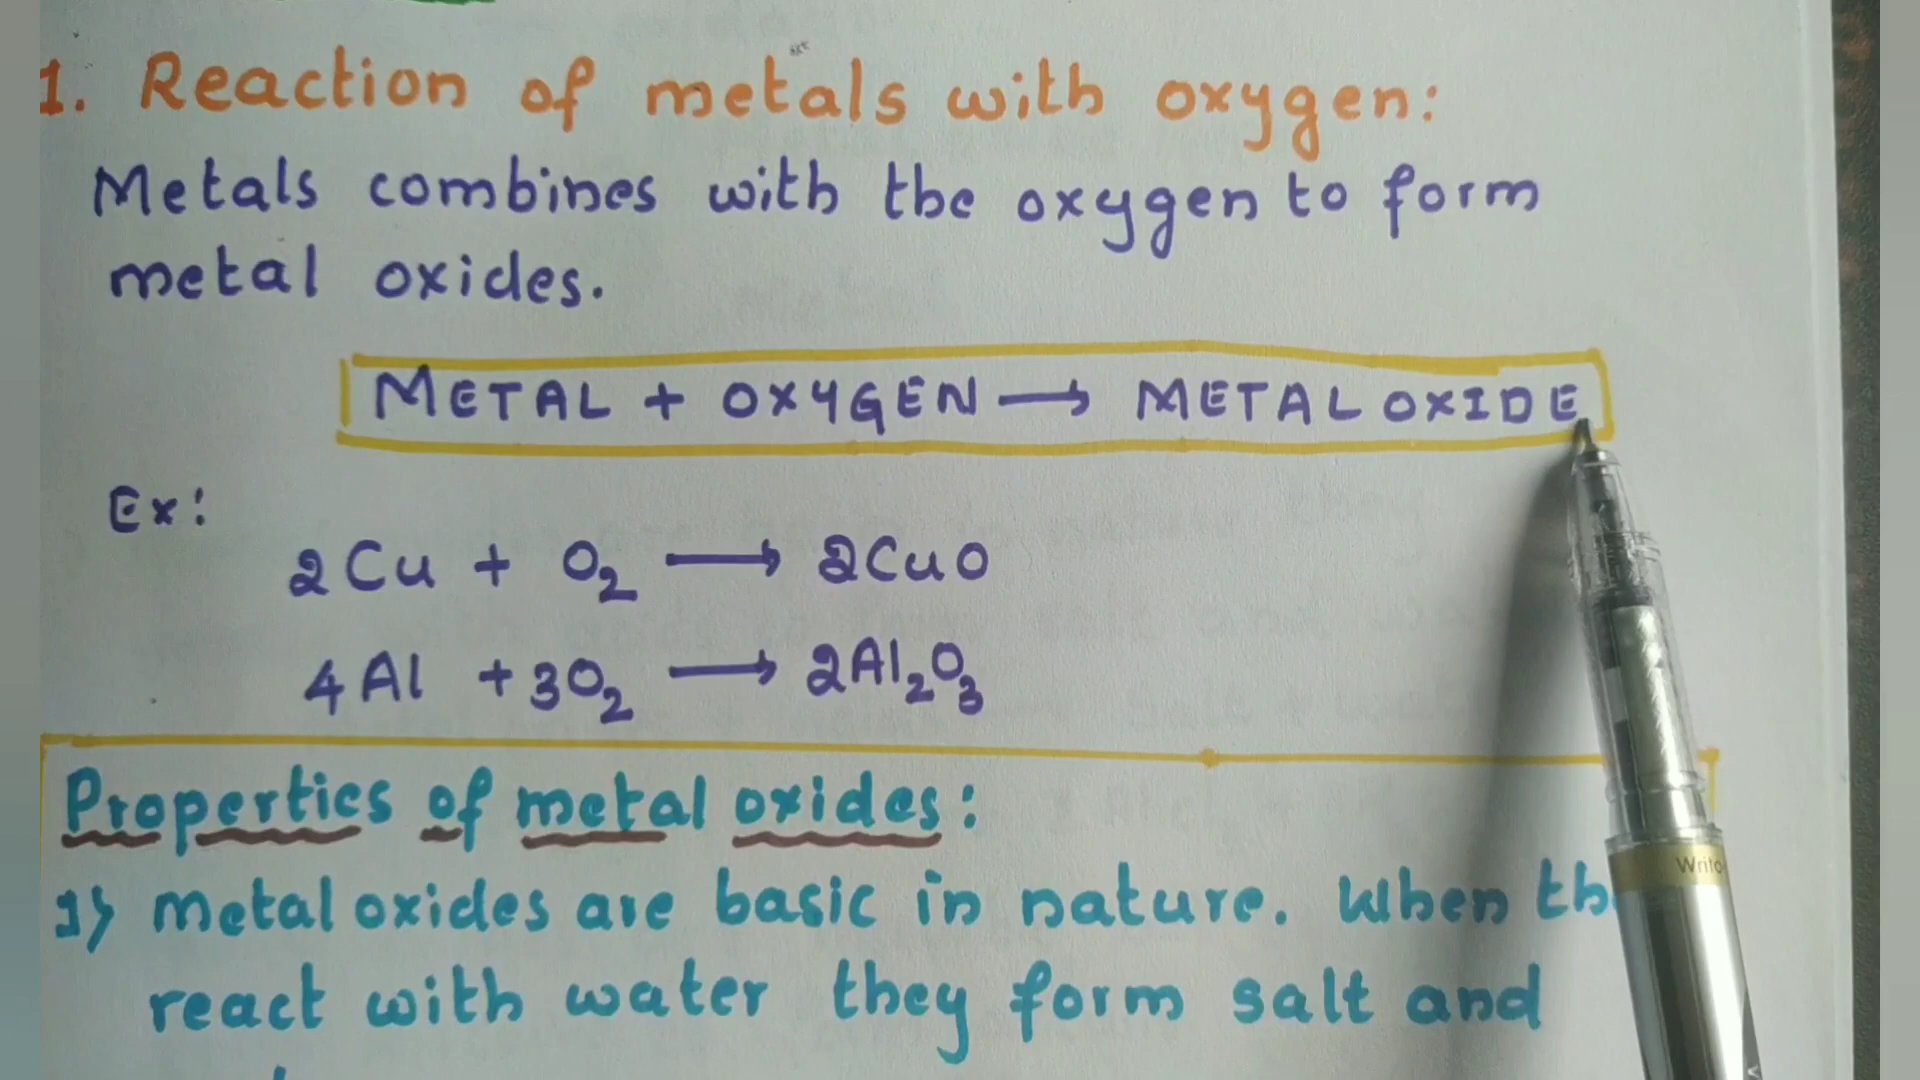 1. Reaction of metals with oxygen:
Metals combines with the oxygen to form
metal oxides.
METAL + OXYGEN → METAL OXIDE
Ex:
2Cu + O₂ → 2CuO
4Al + 3O₂ → 2Al₂O₃
Properties of metal oxides:
1) metal oxides are basic in nature. When
react with water they form salt and